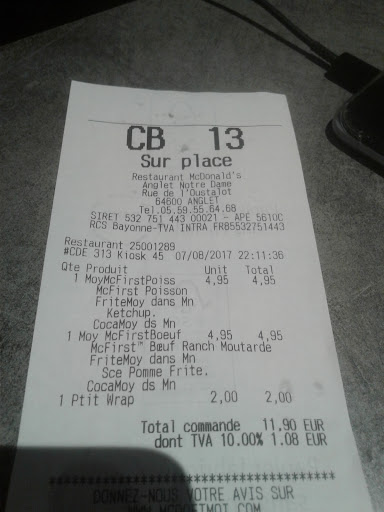 CB 13
Sur place
Restaurant McDonald's
Anglet Notre Dame
Rue de l'Oustalot
64600 ANGLET
Tel.05.59.55.64.68
SIRET 532 751 443 00021 - APE 5610C
RCS Bayonne-TVA INTRA FR85532751443
Restaurant 25001289
#CDE 313 Kiosk 45 07/08/2017 22:11:36
Qte Produit Unit Total
1 MoyMcFirstPoiss 4,95 4,95
McFirst Poisson
FriteMoy dans Mn
Ketchup.
CocaMoy ds Mn
1 Moy McFirstBoeuf 4,95 4,95
McFirst™ Bœuf Ranch Moutarde
FriteMoy dans Mn
Sce Pomme Frite.
CocaMoy ds Mn
1 Ptit Wrap 2,00 2,00
Total commande 11.90 EUR
dont TVA 10.00% 1.08 EUR
****************************************
DONNEZ-NOUS VOTRE AVIS SUR